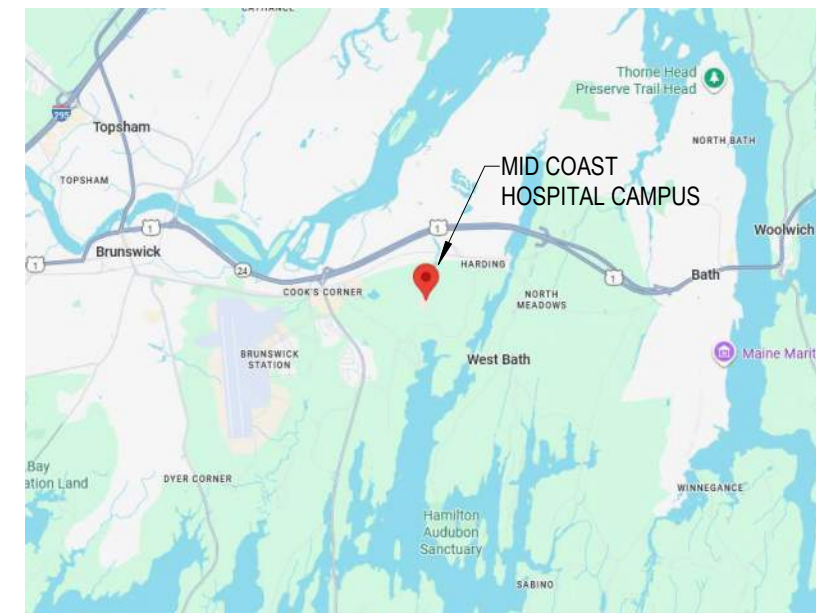 CATHANCE
Thorne Head
Preserve Trail Head
295
Topsham
NORTH BATH
MID COAST
HOSPITAL CAMPUS
TOPSHAM
1
1
Woolwich
Brunswick
1
24
HARDING
Bath
COOK'S CORNER
1
NORTH
MEADOWS
BRUNSWICK
STATION
West Bath
Maine Marit
Bay
ation Land
DYER CORNER
WINNEGANCE
Hamilton
Audubon
Sanctuary
SABINO